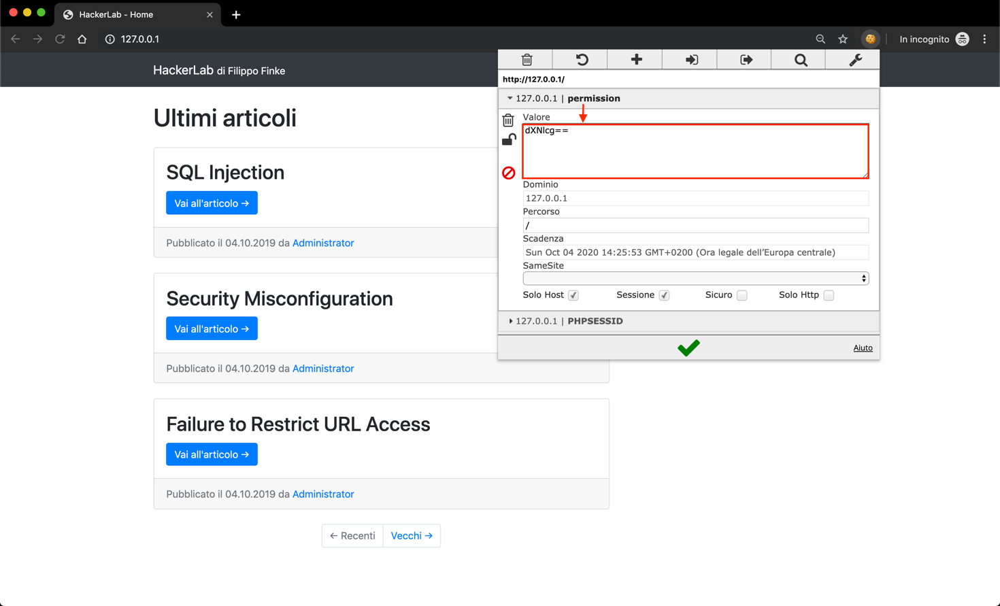 HackerLab - Home
127.0.0.1
In incognito
HackerLab di Filippo Finke
http://127.0.0.1/
127.0.0.1 | permission
Valore
dXNlcg==
Dominio
127.0.0.1
Percorso
/
Scadenza
Sun Oct 04 2020 14:25:53 GMT+0200 (Ora legale dell’Europa centrale)
SameSite
Solo Host Sessione Sicuro Solo Http
127.0.0.1 | PHPSESSID
Aiuto
Ultimi articoli
SQL Injection
Vai all'articolo →
Pubblicato il 04.10.2019 da Administrator
Security Misconfiguration
Vai all'articolo →
Pubblicato il 04.10.2019 da Administrator
Failure to Restrict URL Access
Vai all'articolo →
Pubblicato il 04.10.2019 da Administrator
← Recenti Vecchi →